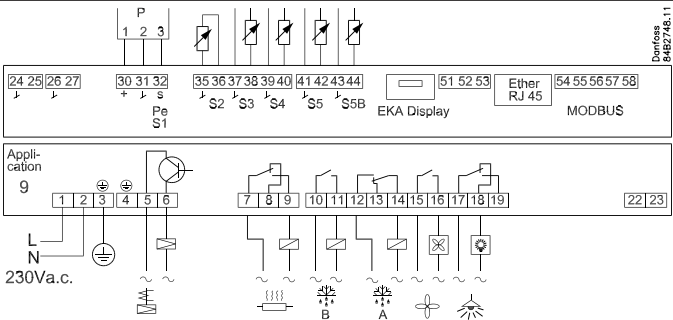 P
1 2 3
Danfoss
84B2748.11
24 25 26 27 30 31 32 35 36 37 38 39 40 41 42 43 44 51 52 53 54 55 56 57 58
+ s
S2 S3 S4 S5 S5B
Pe
S1
EKA Display
Ether
RJ 45
MODBUS
Appli-
cation
9
1 2 3 4 5 6 7 8 9 10 11 12 13 14 15 16 17 18 19 22 23
L
N
230Va.c.
B A